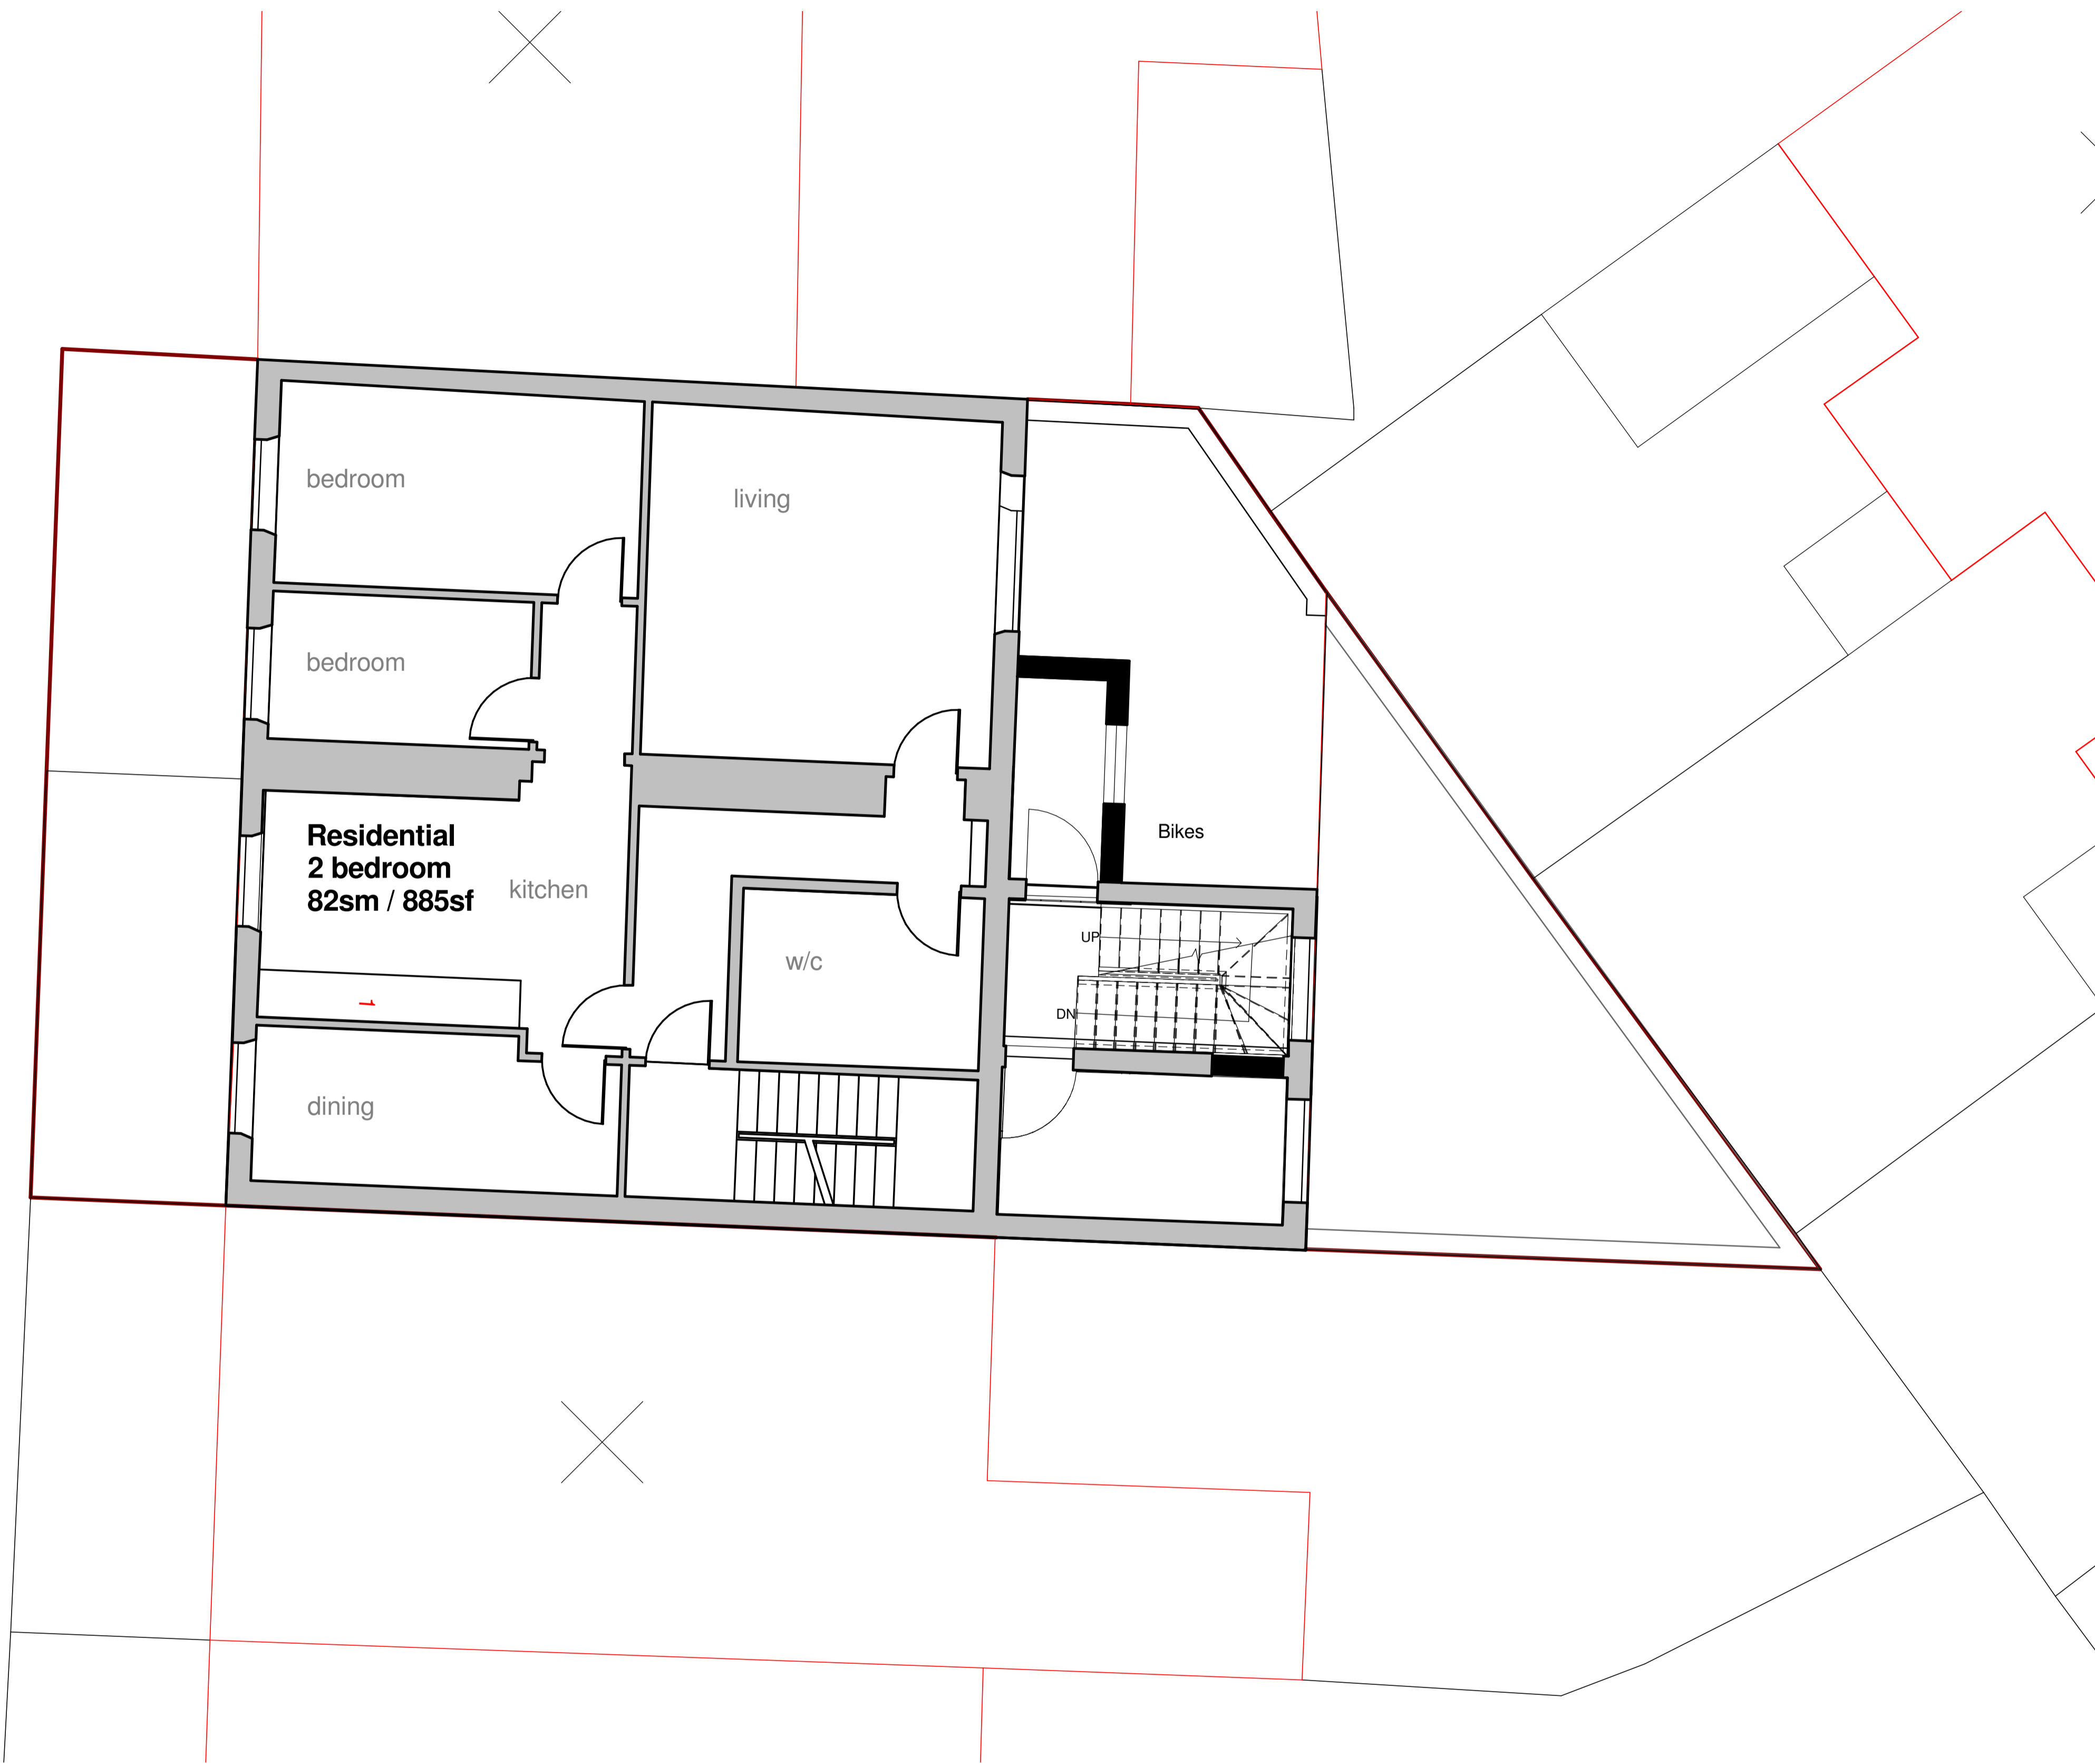 bedroom
living
bedroom
Residential
2 bedroom
82sm / 885sf
kitchen
Bikes
UP
w/c
DN
dining